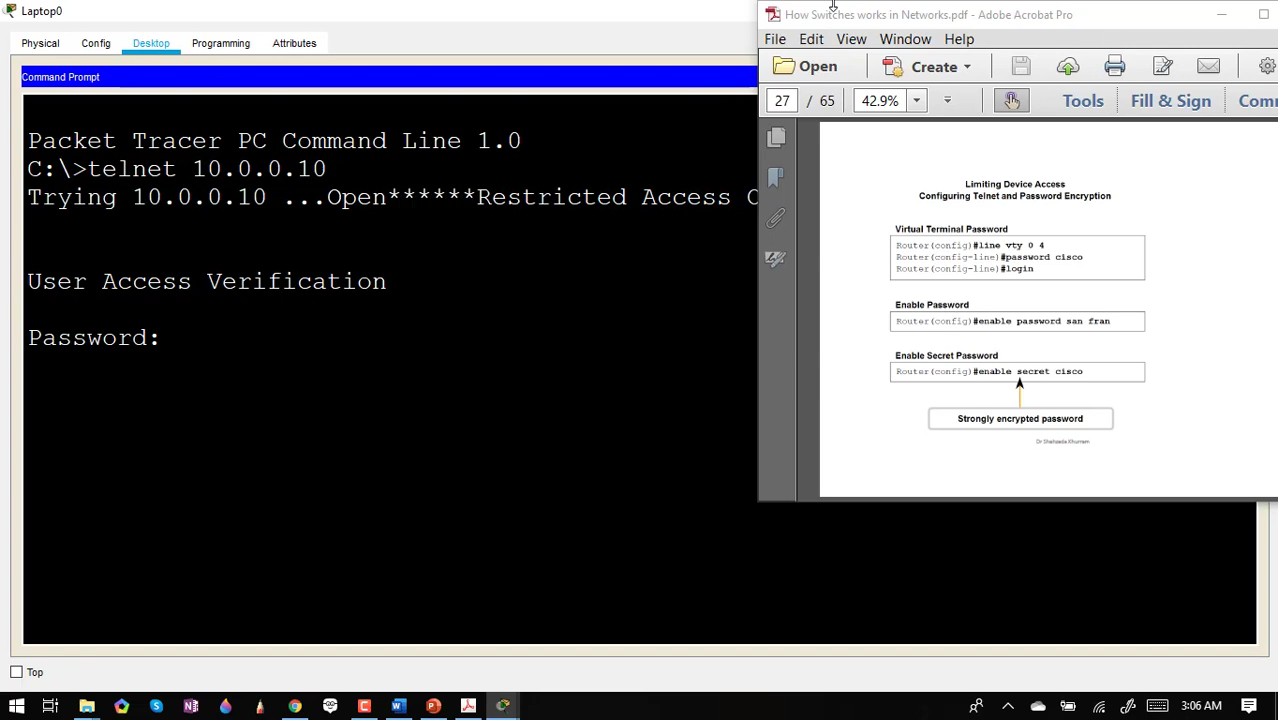 Laptop0
Physical Config Desktop Programming Attributes
Command Prompt
Packet Tracer PC Command Line 1.0
C:\>telnet 10.0.0.10
Trying 10.0.0.10 ...Open******Restricted Access
User Access Verification
Password:
Top
How Switches works in Networks.pdf - Adobe Acrobat Pro
File Edit View Window Help
Open Create
27 / 65 42.9% Tools Fill & Sign Comm
Limiting Device Access
Configuring Telnet and Password Encryption
Virtual Terminal Password
Router(config)#line vty 0 4
Router(config-line)#password cisco
Router(config-line)#login
Enable Password
Router(config)#enable password san fran
Enable Secret Password
Router(config)#enable secret cisco
Strongly encrypted password
Dr Shahzada Khurram
3:06 AM